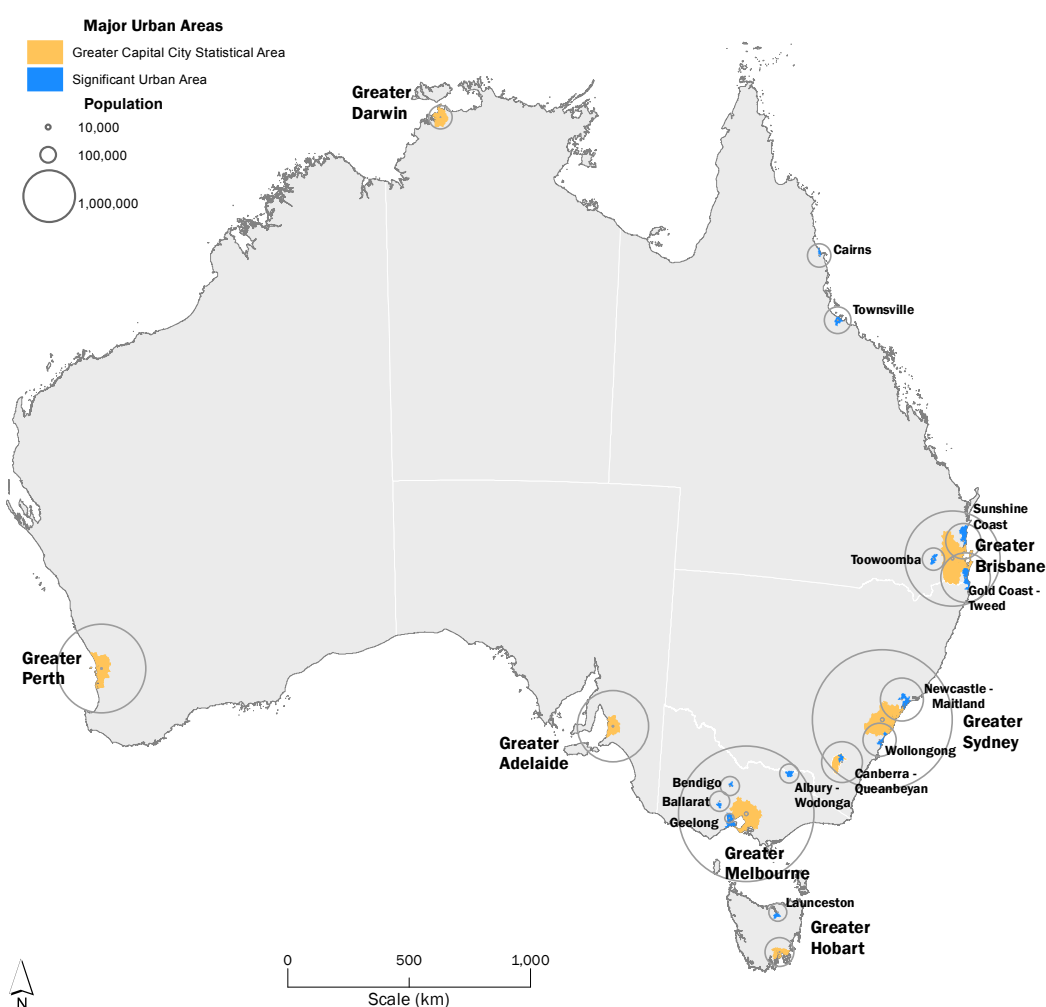 Major Urban Areas
Greater Capital City Statistical Area
Significant Urban Area
Population
10,000
100,000
1,000,000
Greater
Darwin
Cairns
Townsville
Sunshine
Coast
Greater
Brisbane
Toowoomba
Gold Coast -
Tweed
Greater
Perth
Newcastle -
Maitland
Greater
Sydney
Wollongong
Greater
Adelaide
Canberra -
Queanbeyan
Bendigo
Albury -
Wodonga
Ballarat
Geelong
Greater
Melbourne
Launceston
Greater
Hobart
0
500
1,000
Scale (km)
N